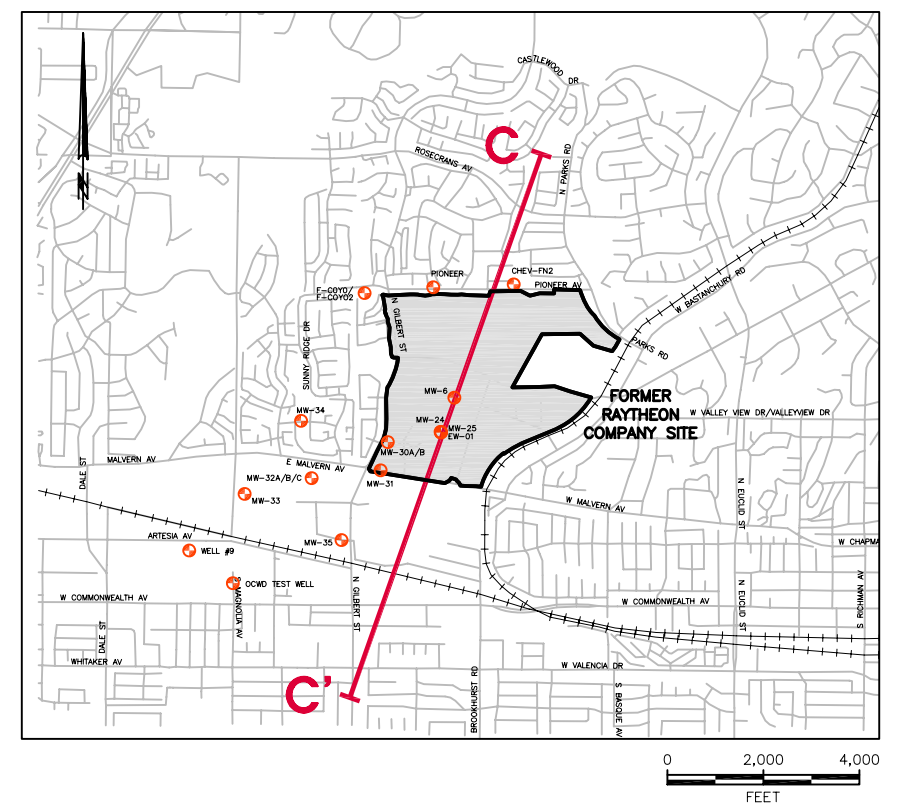 CASTLEWOOD DR
C
ROSECRANS AV
N PARKS RD
N
W BASTANCHURY RD
PIONEER
CHEV-FN2
PIONEER AV
F-COYO/
F-COYO2
N GILBERT ST
SUNNY RIDGE DR
PARKS RD
MW-6
FORMER
RAYTHEON
COMPANY SITE
W VALLEY VIEW DR/VALLEYVIEW DR
MW-34
MW-24
MW-25
EW-01
MW-30A/B
MALVERN AV
E MALVERN AV
DALE ST
MW-32A/B/C
MW-31
MW-33
W MALVERN AV
N EUCLID ST
ARTESIA AV
MW-35
W CHAPMA
WELL #9
OCWD TEST WELL
S MAGNOLIA AV
N GILBERT ST
W COMMONWEALTH AV
W COMMONWEALTH AV
N EUCLID ST
S RICHMAN AV
DALE ST
WHITAKER AV
W VALENCIA DR
C'
BROOKHURST RD
S BASQUE AV
0 2,000 4,000
FEET